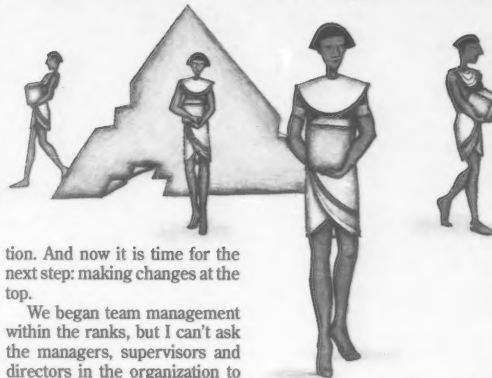 tion. And now it is time for the
next step: making changes at the
top.
We began team management
within the ranks, but I can't ask
the managers, supervisors and
directors in the organization to